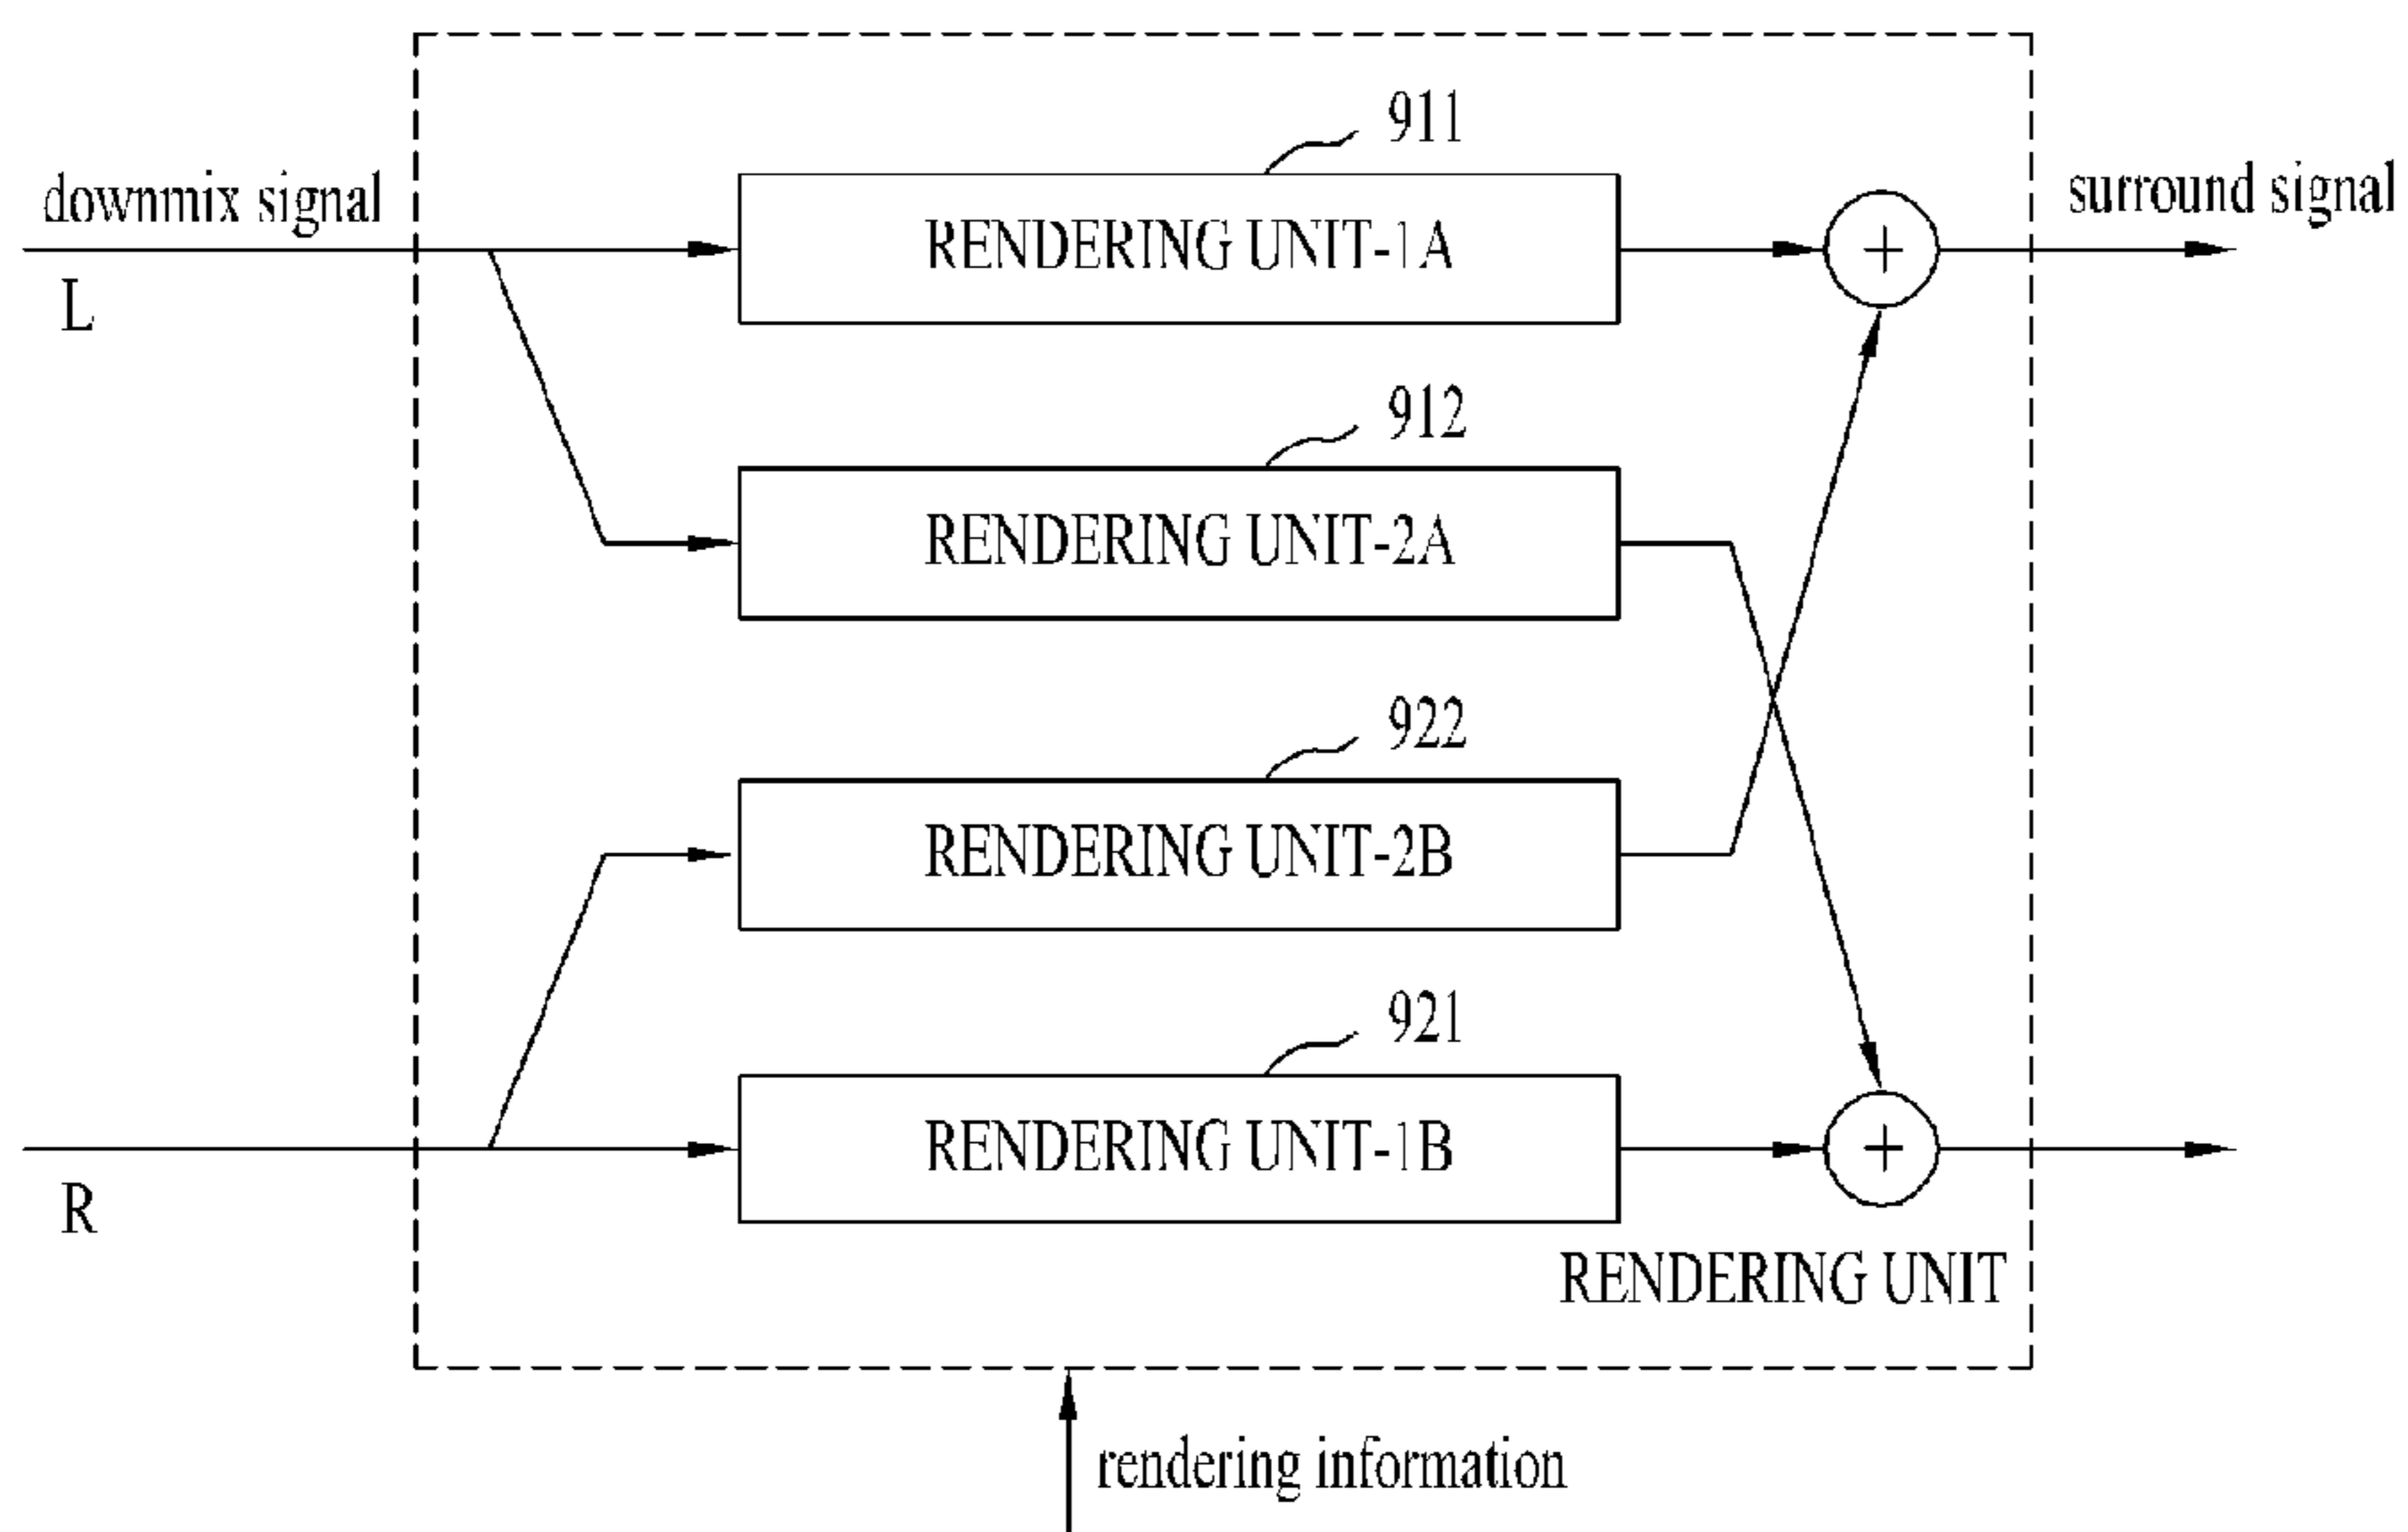 911
downmix signal
surround signal
RENDERING UNIT-1A
+
L
912
RENDERING UNIT-2A
922
RENDERING UNIT-2B
921
RENDERING UNIT-1B
+
R
RENDERING UNIT
rendering information